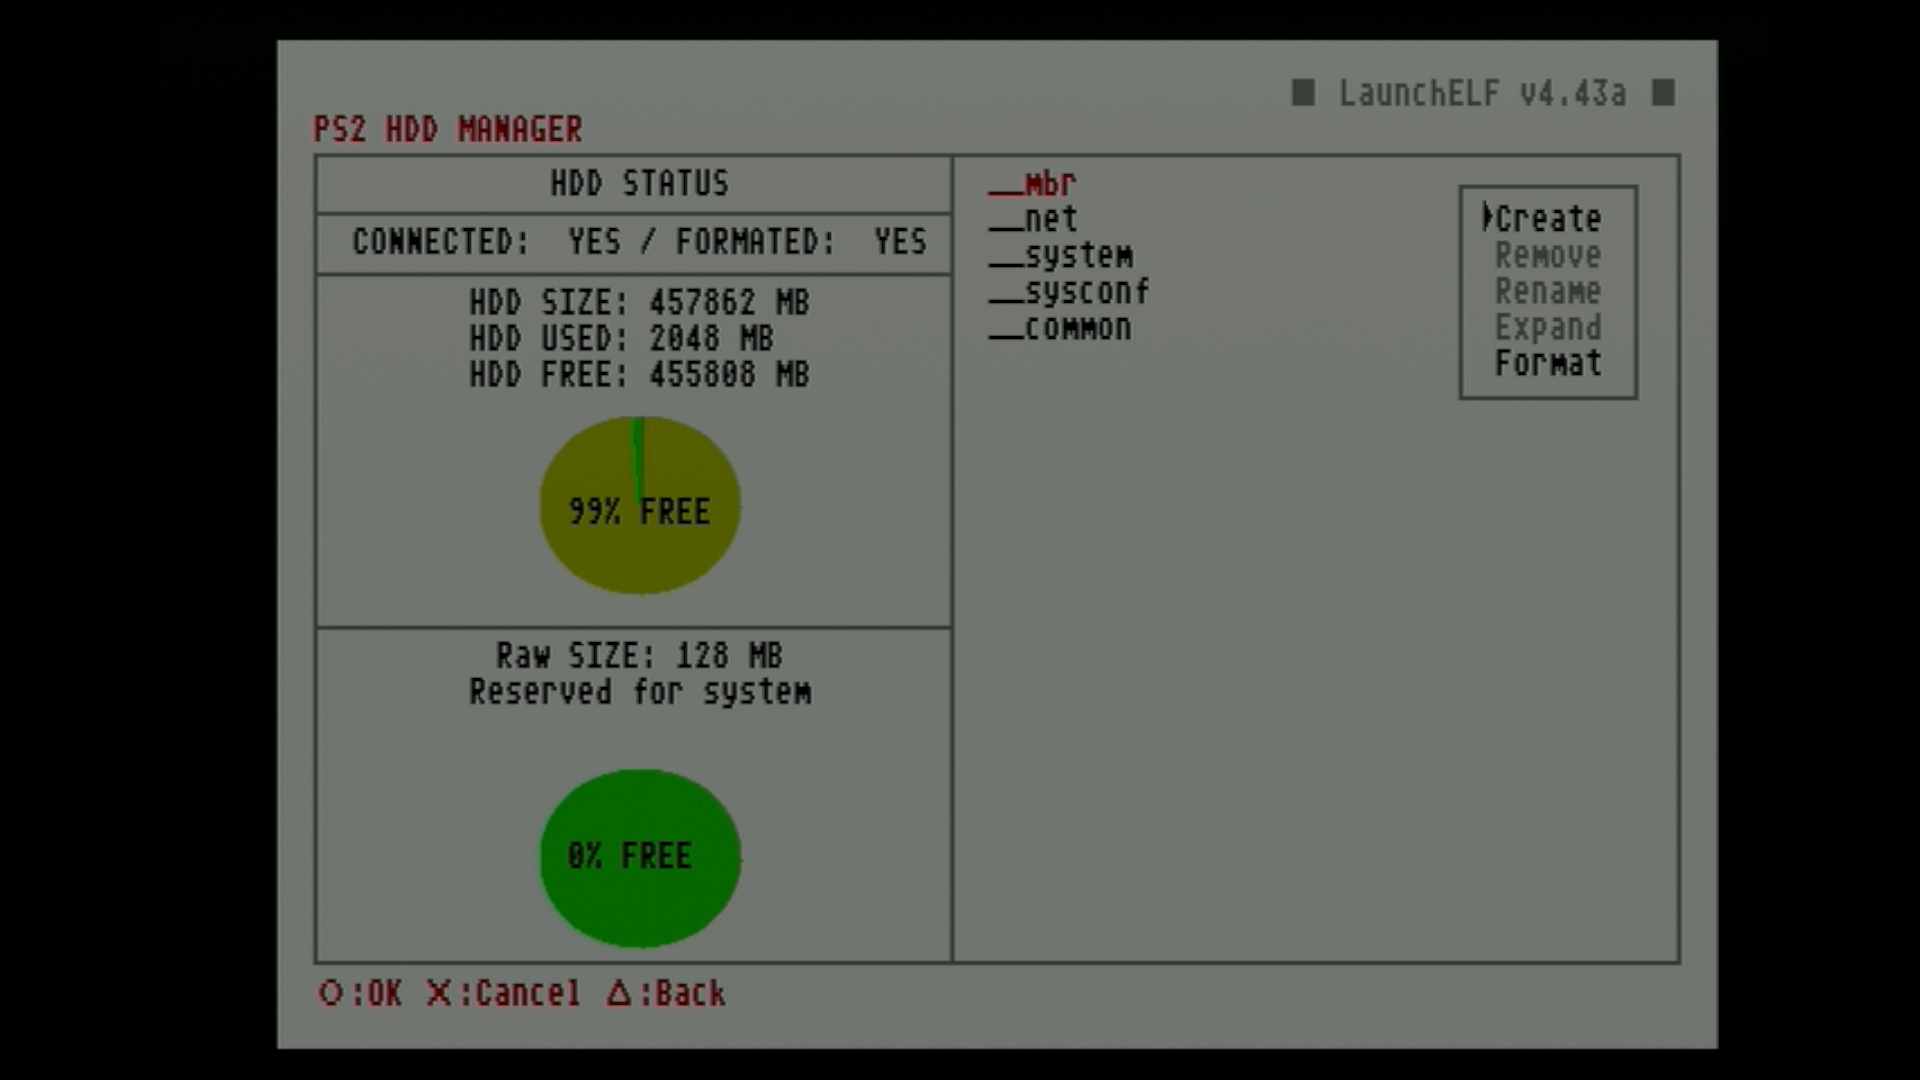 ■ LaunchELF v4.43a ■
PS2 HDD MANAGER
HDD STATUS
CONNECTED: YES / FORMATED: YES
HDD SIZE: 457862 MB
HDD USED: 2048 MB
HDD FREE: 455808 MB
99% FREE
Raw SIZE: 128 MB
Reserved for system
0% FREE
__mbr
__net
__system
__sysconf
__common
Create
Remove
Rename
Expand
Format
O:OK X:Cancel △:Back